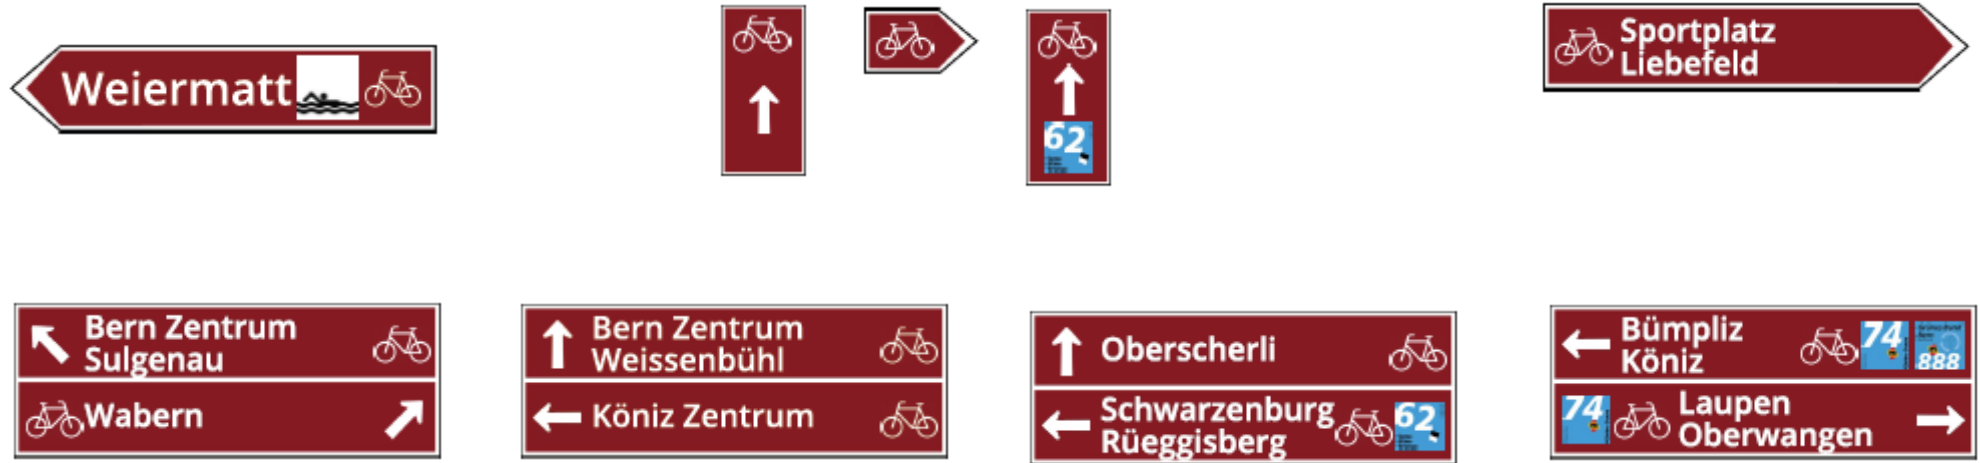 Weiermatt
62
Sportplatz
Liebefeld
Bern Zentrum
Sulgenau
Wabern
Bern Zentrum
Weissenbühl
Köniz Zentrum
Oberscherli
Schwarzenburg
Rüeggisberg
62
Bümpliz
Köniz
74
888
74
Laupen
Oberwangen